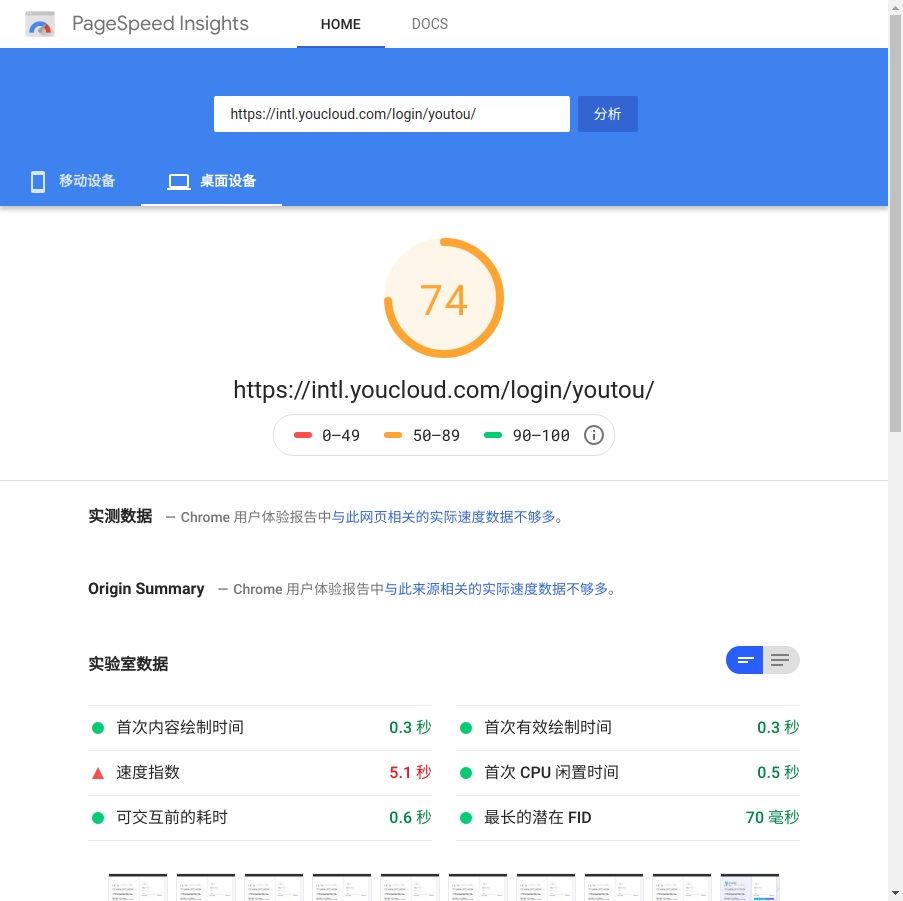 PageSpeed Insights
HOME
DOCS
https://intl.youcloud.com/login/youtou/
分析
移动设备
桌面设备
74
https://intl.youcloud.com/login/youtou/
0–49
50–89
90–100
实测数据 — Chrome 用户体验报告中与此网页相关的实际速度数据不够多。
Origin Summary — Chrome 用户体验报告中与此来源相关的实际速度数据不够多。
实验室数据
首次内容绘制时间 0.3 秒
首次有效绘制时间 0.3 秒
速度指数 5.1 秒
首次 CPU 闲置时间 0.5 秒
可交互前的耗时 0.6 秒
最长的潜在 FID 70 毫秒